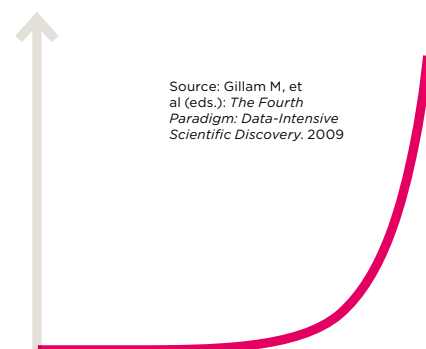 Source: Gillam M, et
al (eds.): The Fourth
Paradigm: Data-Intensive
Scientific Discovery. 2009